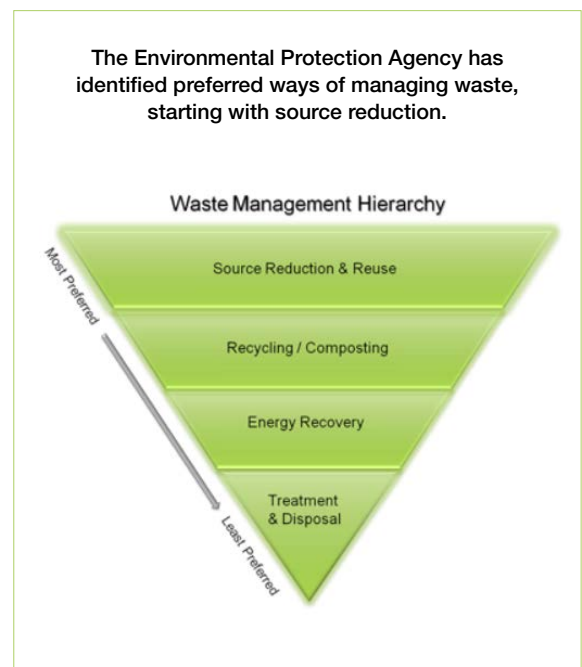 The Environmental Protection Agency has
identified preferred ways of managing waste,
starting with source reduction.
Waste Management Hierarchy
Most Preferred
Source Reduction & Reuse
Recycling / Composting
Energy Recovery
Treatment
& Disposal
Least Preferred